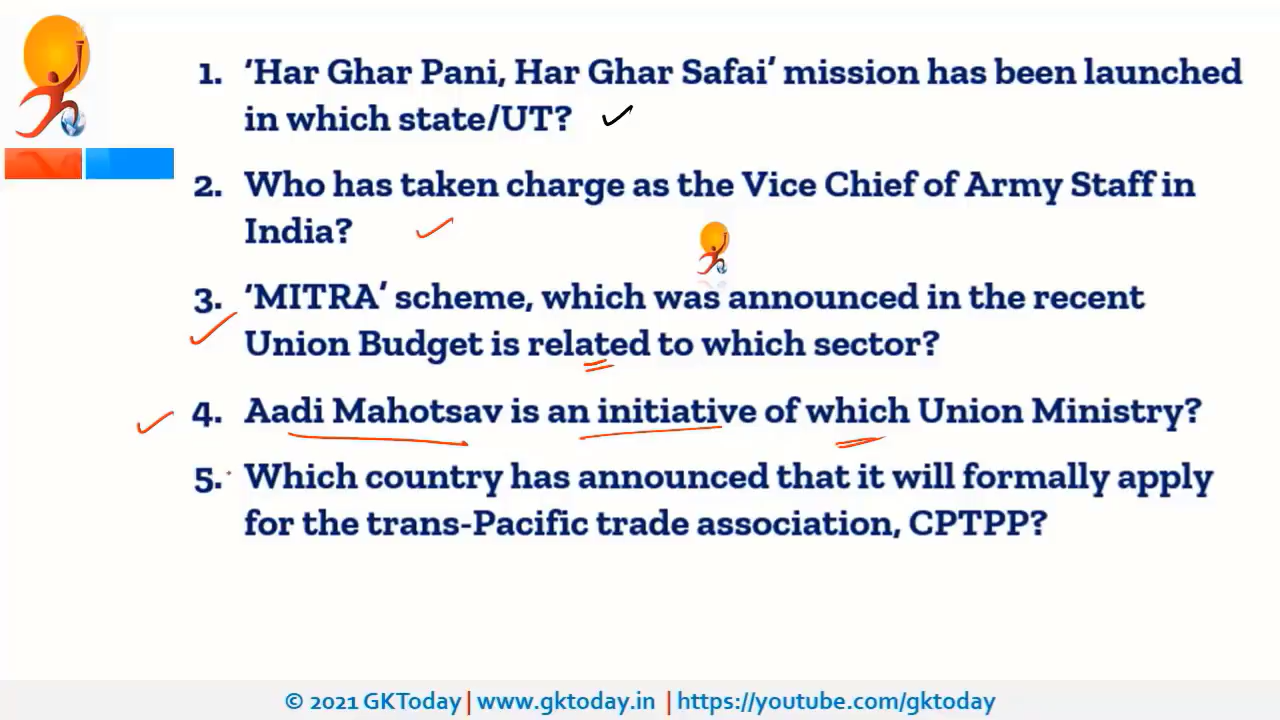 1. ‘Har Ghar Pani, Har Ghar Safai’ mission has been launched
in which state/UT?
2. Who has taken charge as the Vice Chief of Army Staff in
India?
3. ‘MITRA’ scheme, which was announced in the recent
Union Budget is related to which sector?
4. Aadi Mahotsav is an initiative of which Union Ministry?
5. Which country has announced that it will formally apply
for the trans-Pacific trade association, CPTPP?
© 2021 GKToday | www.gktoday.in | https://youtube.com/gktoday